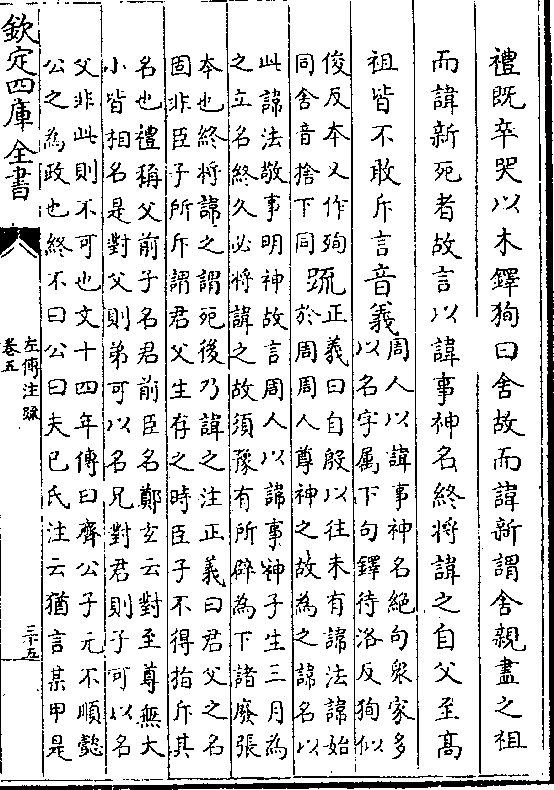 禮既卒哭以木鐸狥曰舍故而諱新謂舍親盡之祖
而諱新死者故言以諱事神名終將諱之自父至髙
祖皆不敢斥言音義
周人以諱事神名絶句衆家多
以名字属下句鐸待洛反狥似
俊反本又作殉
同舍音捨下同
疏
正義曰自殷以往未有諱法諱始
於周周人尊神之故為之諱名以
此諱法敬事明神故言周人以諱事神子生三月為
之立名終久必將諱之故須豫有所辟為下諸廢張
本也終將諱之謂死後乃諱之注正義曰君父之名
固非臣子所斥謂君父生存之時臣子不得指斥其
名也禮稱父前子名君前臣名鄭玄云對至尊無大
小皆相名是對父則弟可以名兄對君則子可以名
父非此則不可也文十四年傳曰齊公子元不順懿
公之為政也終不曰公曰夫已氏注云猶言某甲是
欽定四庫全書
左傳注疏
卷五
三十五